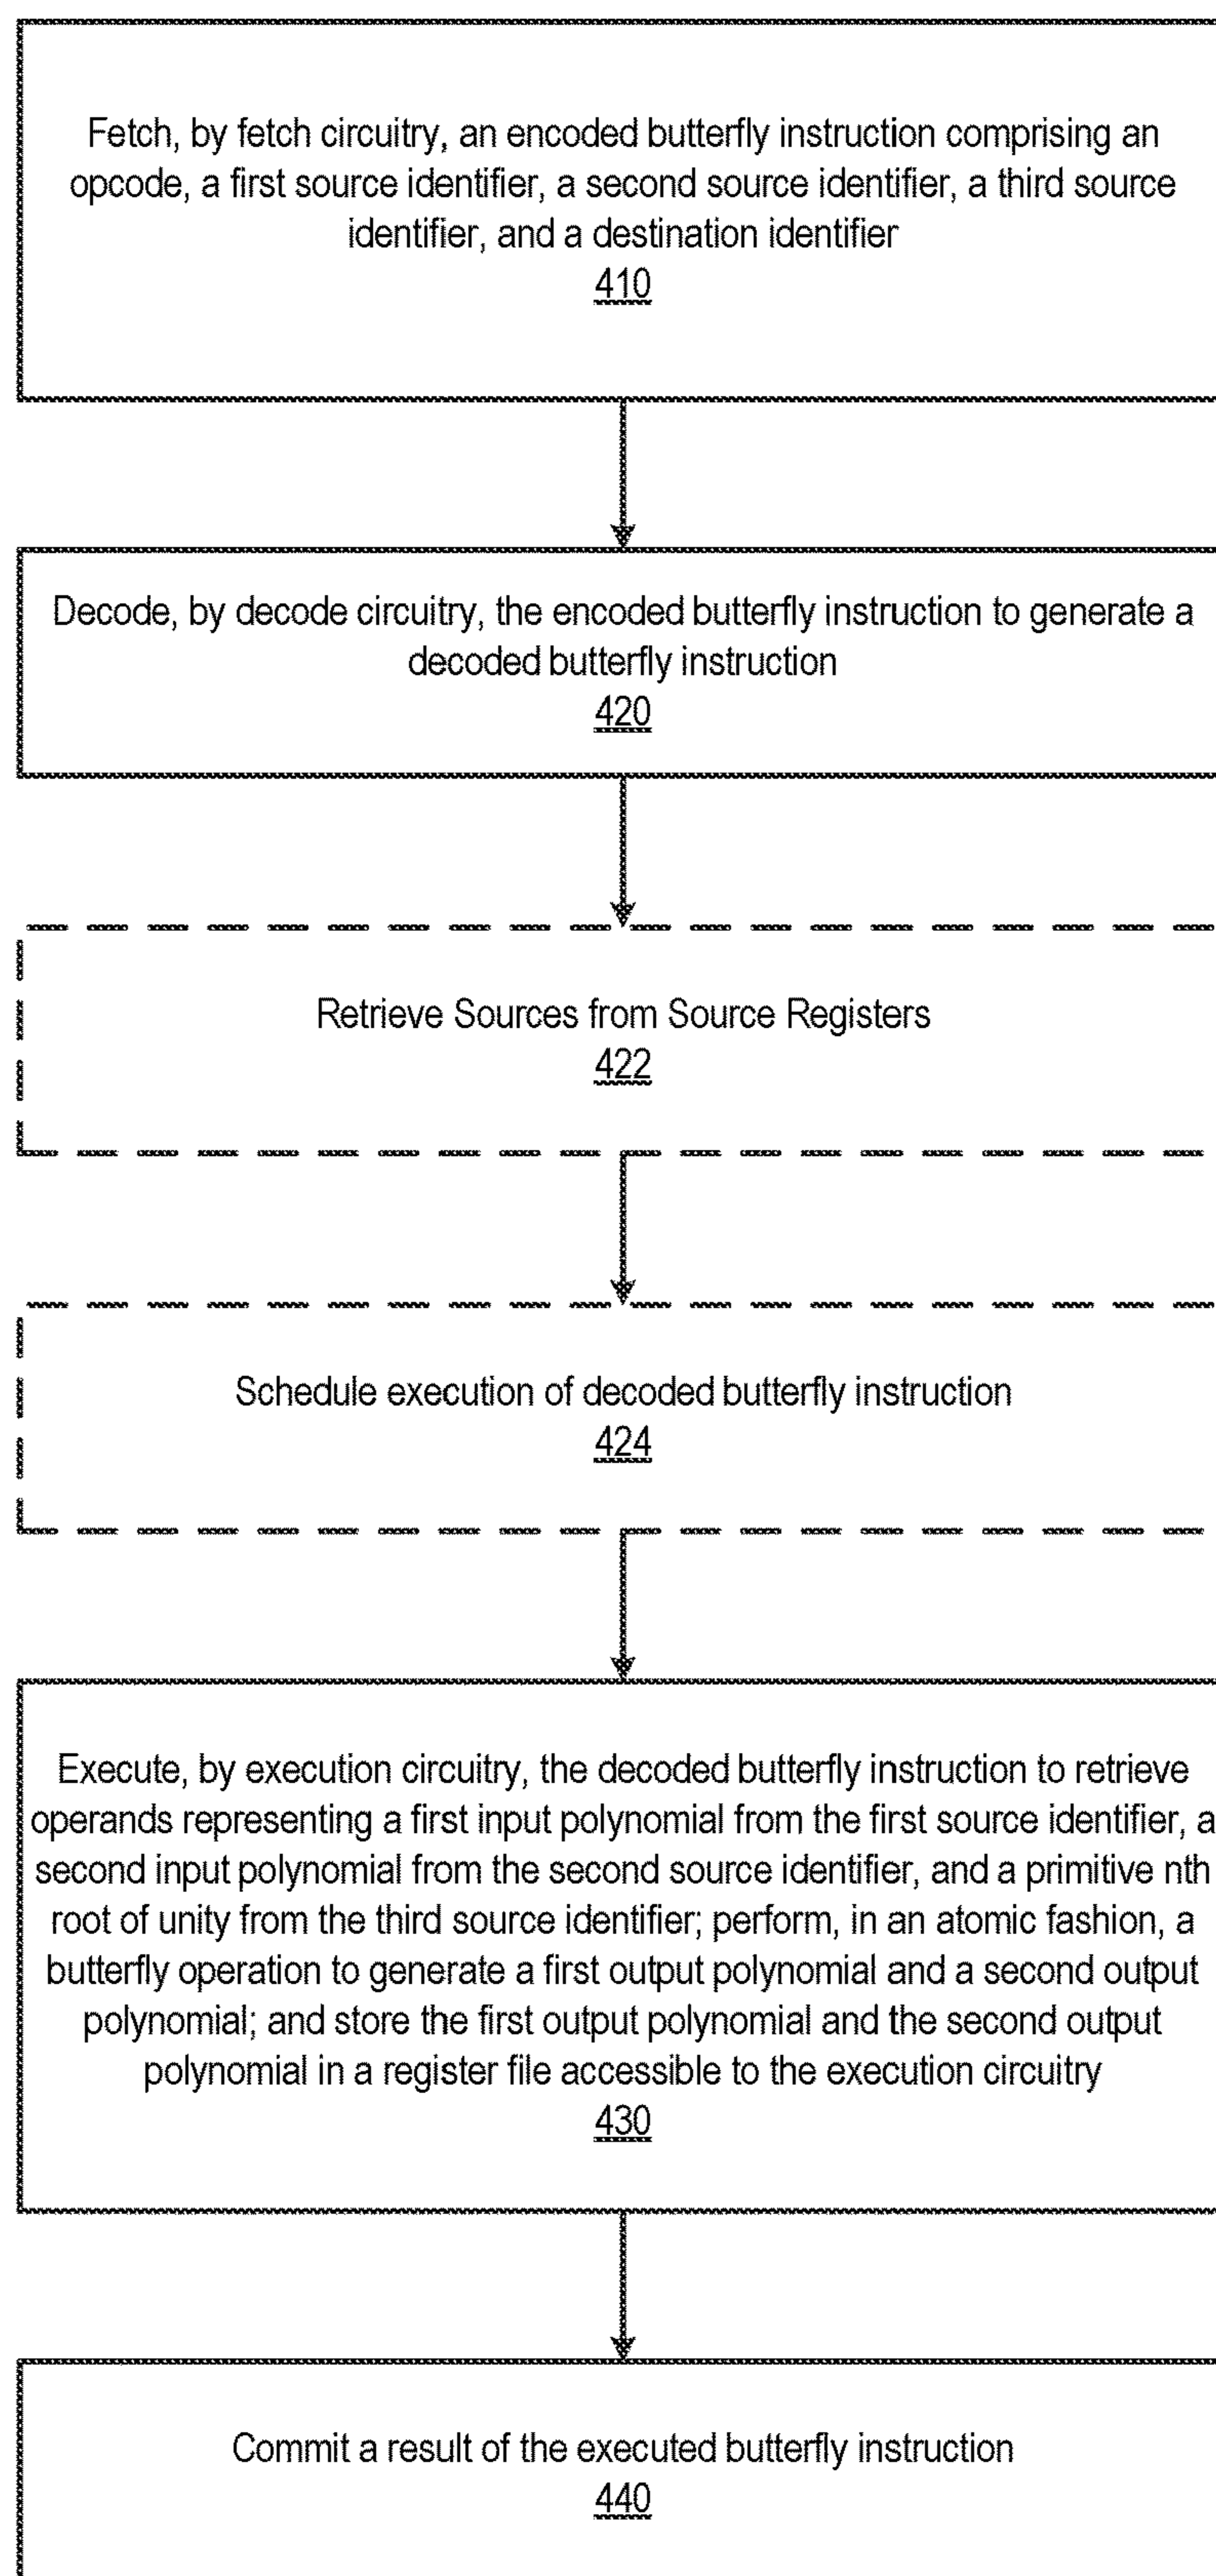 Fetch, by fetch circuitry, an encoded butterfly instruction comprising an
opcode, a first source identifier, a second source identifier, a third source
identifier, and a destination identifier
410
Decode, by decode circuitry, the encoded butterfly instruction to generate a
decoded butterfly instruction
420
Retrieve Sources from Source Registers
422
Schedule execution of decoded butterfly instruction
424
Execute, by execution circuitry, the decoded butterfly instruction to retrieve
operands representing a first input polynomial from the first source identifier, a
second input polynomial from the second source identifier, and a primitive nth
root of unity from the third source identifier; perform, in an atomic fashion, a
butterfly operation to generate a first output polynomial and a second output
polynomial; and store the first output polynomial and the second output
polynomial in a register file accessible to the execution circuitry
430
Commit a result of the executed butterfly instruction
440